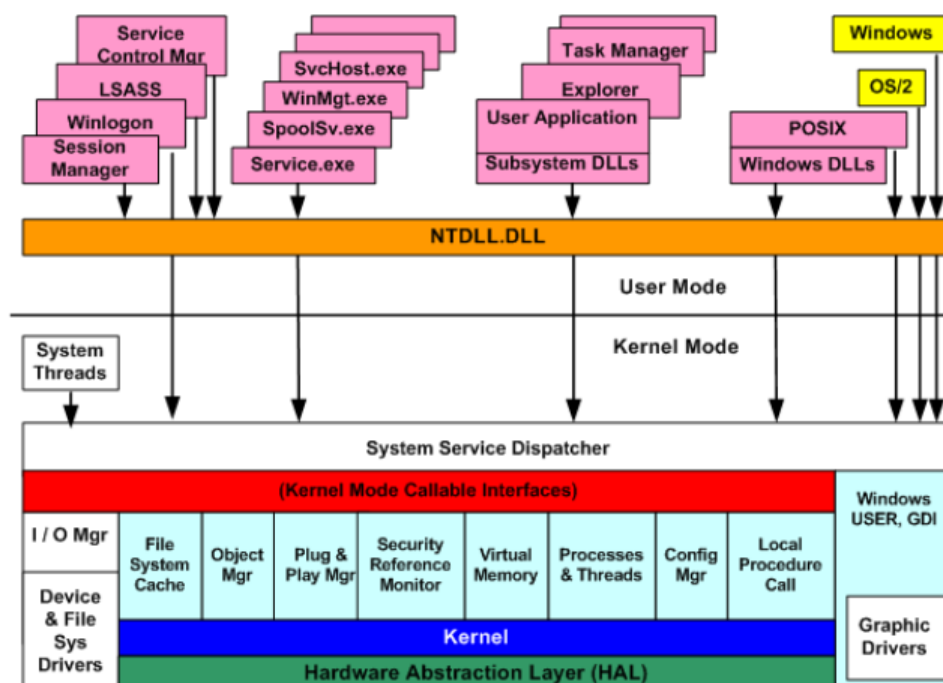 Service
Control Mgr
LSASS
Winlogon
Session
Manager
SvcHost.exe
WinMgt.exe
SpoolSv.exe
Service.exe
Task Manager
Explorer
User Application
Subsystem DLLs
Windows
OS/2
POSIX
Windows DLLs
NTDLL.DLL
User Mode
Kernel Mode
System
Threads
System Service Dispatcher
(Kernel Mode Callable Interfaces)
Windows
USER, GDI
I / O Mgr
File
System
Cache
Object
Mgr
Plug &
Play Mgr
Security
Reference
Monitor
Virtual
Memory
Processes
& Threads
Config
Mgr
Local
Procedure
Call
Device
& File
Sys
Drivers
Graphic
Drivers
Kernel
Hardware Abstraction Layer (HAL)